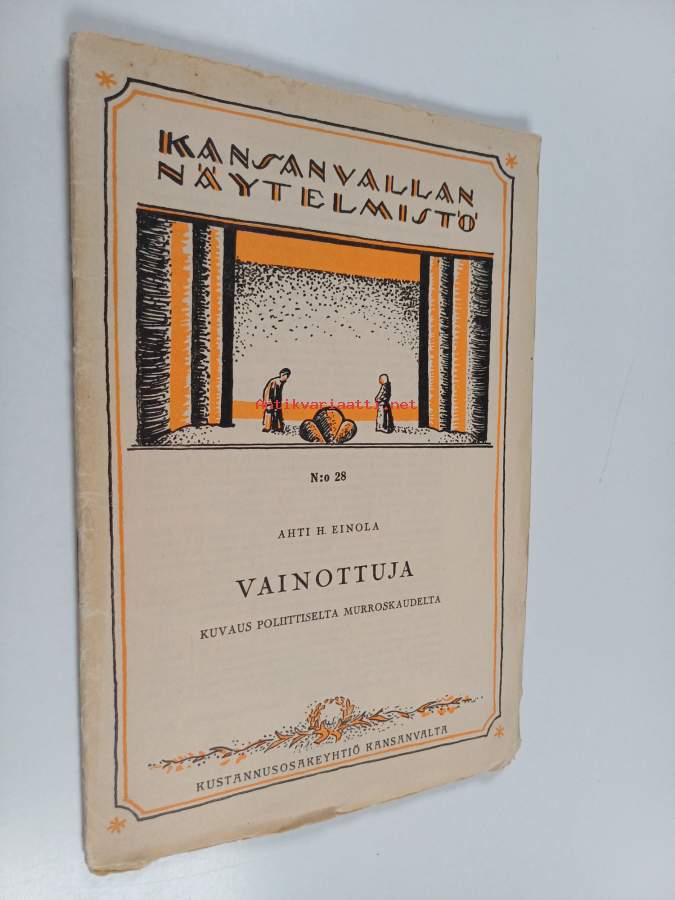 KANSANVALLAN
NÄYTELMISTÖ
Antikvariaatti.net
N:o 28
AHTI H. EINOLA
VAINOTTUJA
KUVAUS POLIITTISELTA MURROSKAUDELTA
KUSTANNUSOSAKEYHTIÖ KANSANVALTA